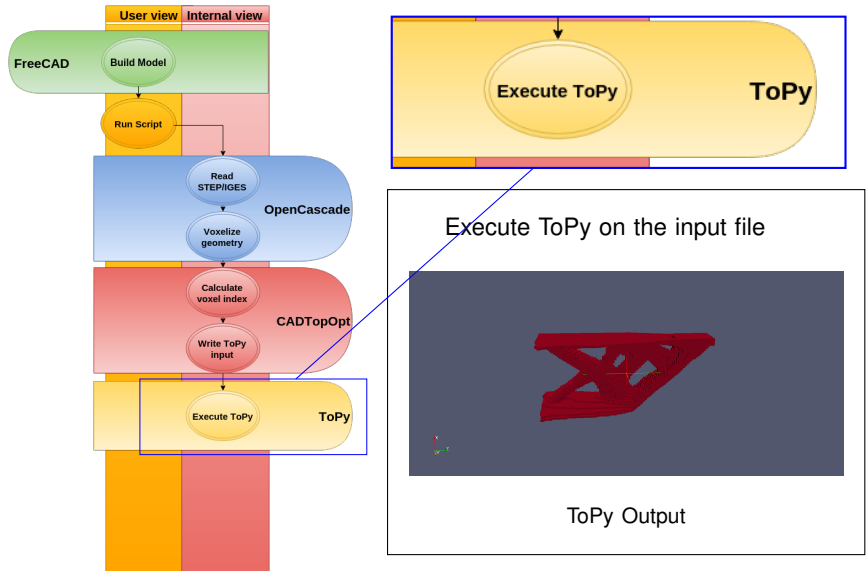 User view
Internal view
FreeCAD
Build Model
Run Script
Read
STEP/IGES
OpenCascade
Voxelize
geometry
Calculate
voxel index
CADTopOpt
Write ToPy
input
Execute ToPy
ToPy
Execute ToPy
ToPy
Execute ToPy on the input file
ToPy Output